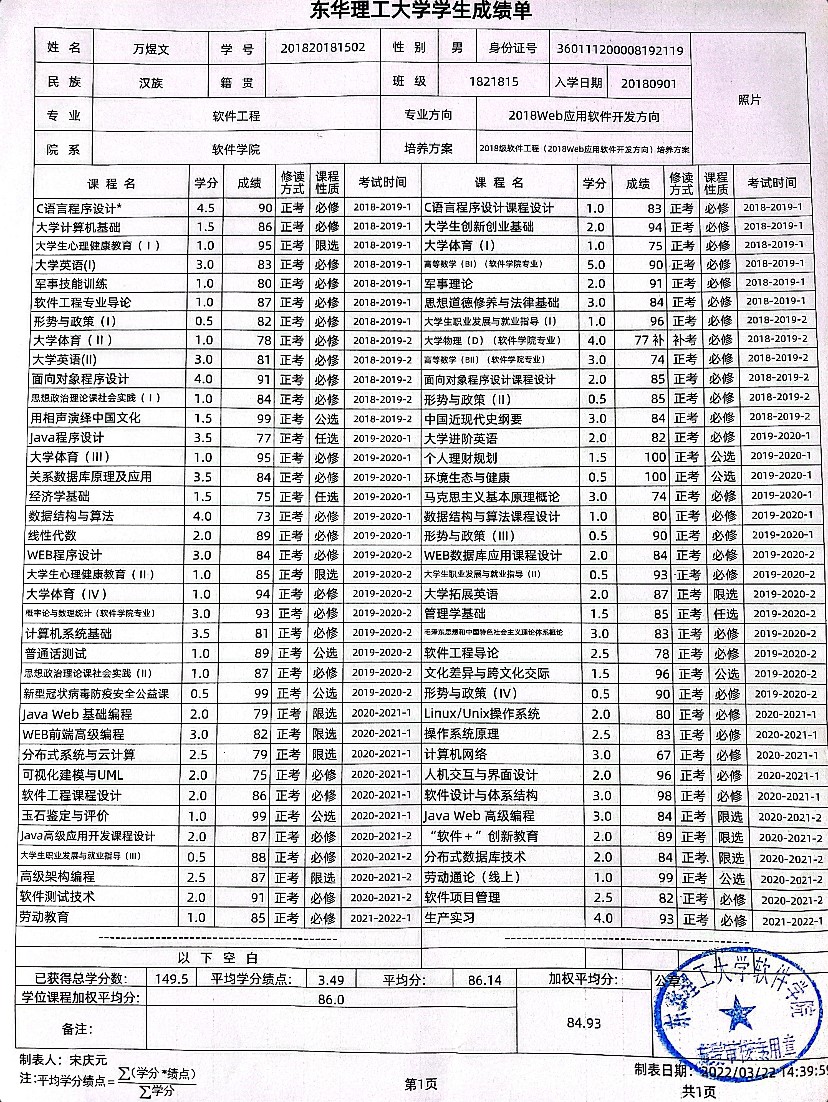 东华理工大学学生成绩单
姓 名 万煜文 学 号 201820181502 性 别 男 身份证号 360111200008192119
民 族 汉族 籍 贯 班 级 1821815 入学日期 20180901
照片
专 业 软件工程 专业方向 2018Web应用软件开发方向
院 系 软件学院 培养方案 2018级软件工程(2018Web应用软件开发方向)培养方案
课 程 名 学分 成绩 修读方式 课程性质 考试时间 课 程 名 学分 成绩 修读方式 课程性质 考试时间
C语言程序设计* 4.5 90 正考 必修 2018-2019-1 C语言程序设计课程设计 1.0 83 正考 必修 2018-2019-1
大学计算机基础 1.5 86 正考 必修 2018-2019-1 大学生创新创业基础 2.0 94 正考 必修 2018-2019-1
大学生心理健康教育(I) 1.0 95 正考 限选 2018-2019-1 大学体育(I) 1.0 75 正考 必修 2018-2019-1
大学英语(I) 3.0 83 正考 必修 2018-2019-1 高等数学(BI)(软件学院专业) 5.0 90 正考 必修 2018-2019-1
军事技能训练 1.0 80 正考 必修 2018-2019-1 军事理论 2.0 91 正考 必修 2018-2019-1
软件工程专业导论 1.0 87 正考 必修 2018-2019-1 思想道德修养与法律基础 3.0 84 正考 必修 2018-2019-1
形势与政策(I) 0.5 82 正考 必修 2018-2019-1 大学生职业发展与就业指导(I) 1.0 96 正考 必修 2018-2019-2
大学体育(II) 1.0 78 正考 必修 2018-2019-2 大学物理(D)(软件学院专业) 4.0 77 补 补考 必修 2018-2019-2
大学英语(II) 3.0 81 正考 必修 2018-2019-2 高等数学(BII)(软件学院专业) 3.0 74 正考 必修 2018-2019-2
面向对象程序设计 4.0 91 正考 必修 2018-2019-2 面向对象程序设计课程设计 2.0 85 正考 必修 2018-2019-2
思想政治理论课社会实践(I) 1.0 84 正考 必修 2018-2019-2 形势与政策(II) 0.5 85 正考 必修 2018-2019-2
用相声演绎中国文化 1.5 99 正考 公选 2018-2019-2 中国近现代史纲要 3.0 84 正考 必修 2018-2019-2
Java程序设计 3.5 77 正考 任选 2019-2020-1 大学进阶英语 2.0 82 正考 必修 2019-2020-1
大学体育(III) 1.0 95 正考 必修 2019-2020-1 个人理财规划 1.5 100 正考 公选 2019-2020-1
关系数据库原理及应用 3.5 84 正考 必修 2019-2020-1 环境生态与健康 0.5 100 正考 公选 2019-2020-1
经济学基础 1.5 75 正考 任选 2019-2020-1 马克思主义基本原理概论 3.0 74 正考 必修 2019-2020-1
数据结构与算法 4.0 73 正考 必修 2019-2020-1 数据结构与算法课程设计 1.0 80 正考 必修 2019-2020-1
线性代数 2.0 89 正考 必修 2019-2020-1 形势与政策(III) 0.5 90 正考 必修 2019-2020-1
WEB程序设计 3.0 84 正考 必修 2019-2020-2 WEB数据库应用课程设计 2.0 84 正考 必修 2019-2020-2
大学生心理健康教育(II) 1.0 85 正考 限选 2019-2020-2 大学生职业发展与就业指导(II) 0.5 93 正考 必修 2019-2020-2
大学体育(IV) 1.0 94 正考 必修 2019-2020-2 大学拓展英语 2.0 87 正考 限选 2019-2020-2
概率论与数理统计(软件学院专业) 3.0 93 正考 必修 2019-2020-2 管理学基础 1.5 85 正考 任选 2019-2020-2
计算机系统基础 3.5 81 正考 必修 2019-2020-2 毛泽东思想和中国特色社会主义理论体系概论 3.0 83 正考 必修 2019-2020-2
普通话测试 1.0 89 正考 公选 2019-2020-2 软件工程导论 2.5 78 正考 必修 2019-2020-2
思想政治理论课社会实践(II) 1.0 87 正考 必修 2019-2020-2 文化差异与跨文化交际 1.5 96 正考 公选 2019-2020-2
新型冠状病毒防疫安全公益课 0.5 99 正考 公选 2019-2020-2 形势与政策(IV) 0.5 90 正考 必修 2019-2020-2
Java Web 基础编程 2.0 79 正考 限选 2020-2021-1 Linux/Unix操作系统 2.0 80 正考 必修 2020-2021-1
WEB前端高级编程 3.0 82 正考 限选 2020-2021-1 操作系统原理 2.5 83 正考 必修 2020-2021-1
分布式系统与云计算 2.5 79 正考 限选 2020-2021-1 计算机网络 3.0 67 正考 必修 2020-2021-1
可视化建模与UML 2.0 75 正考 必修 2020-2021-1 人机交互与界面设计 2.0 96 正考 必修 2020-2021-1
软件工程课程设计 2.0 86 正考 必修 2020-2021-1 软件设计与体系结构 3.0 98 正考 必修 2020-2021-1
玉石鉴定与评价 1.0 99 正考 公选 2020-2021-1 Java Web 高级编程 3.0 84 正考 限选 2020-2021-2
Java高级应用开发课程设计 2.0 87 正考 必修 2020-2021-2 “软件+”创新教育 2.0 89 正考 限选 2020-2021-2
大学生职业发展与就业指导(III) 0.5 88 正考 必修 2020-2021-2 分布式数据库技术 2.0 84 正考 限选 2020-2021-2
高级架构编程 2.5 87 正考 限选 2020-2021-2 劳动通论(线上) 1.0 99 正考 公选 2020-2021-2
软件测试技术 2.0 91 正考 必修 2020-2021-2 软件项目管理 2.5 82 正考 必修 2020-2021-2
劳动教育 1.0 85 正考 必修 2021-2022-1 生产实习 4.0 93 正考 必修 2021-2022-1
以 下 空 白
已获得总学分数: 149.5 平均学分绩点: 3.49 平均分: 86.14 加权平均分: 84.93 公章
学位课程加权平均分: 86.0
备注:
东华理工大学软件学院
教学审核专用章
制表人:宋庆元 制表日期:2022/03/22 14:39:59
注:平均学分绩点=∑(学分*绩点)/∑学分
第1页 共1页